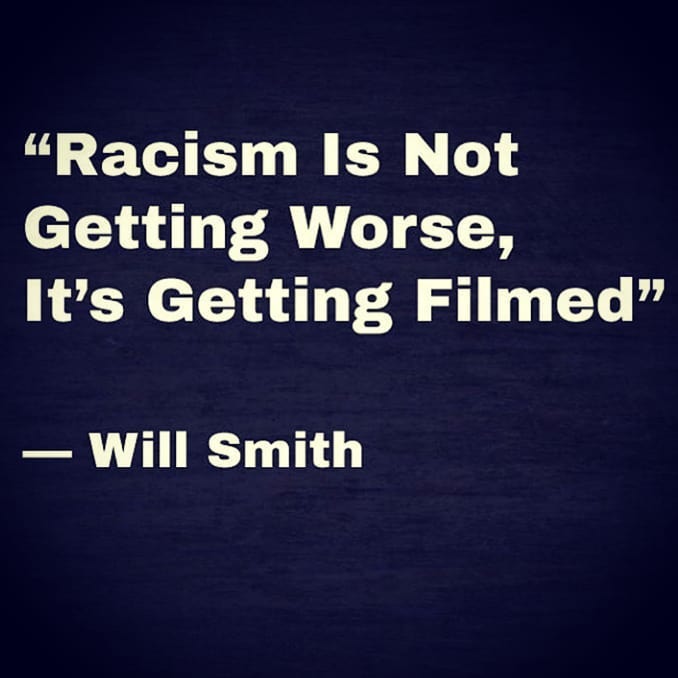 “Racism Is Not
Getting Worse,
It’s Getting Filmed”
— Will Smith